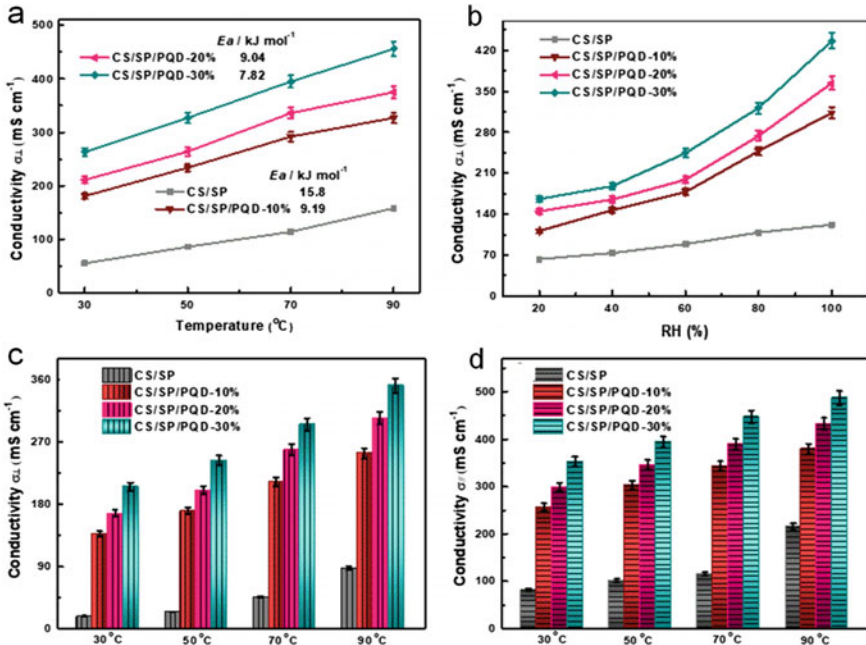 a
Ea / kJ mol⁻¹
CS/SP/PQD-20% 9.04
CS/SP/PQD-30% 7.82
Ea / kJ mol⁻¹
CS/SP 15.8
CS/SP/PQD-10% 9.19
500
400
300
200
100
0
Conductivity σ⊥ (mS cm⁻¹)
30 50 70 90
Temperature (°C)
b
CS/SP
CS/SP/PQD-10%
CS/SP/PQD-20%
CS/SP/PQD-30%
420
350
280
210
140
70
0
Conductivity σ⊥ (mS cm⁻¹)
20 40 60 80 100
RH (%)
c
CS/SP
CS/SP/PQD-10%
CS/SP/PQD-20%
CS/SP/PQD-30%
360
270
180
90
0
Conductivity σ⊥ (mS cm⁻¹)
30°C 50°C 70°C 90°C
d
CS/SP
CS/SP/PQD-10%
CS/SP/PQD-20%
CS/SP/PQD-30%
500
400
300
200
100
0
Conductivity σ∥ (mS cm⁻¹)
30°C 50°C 70°C 90°C